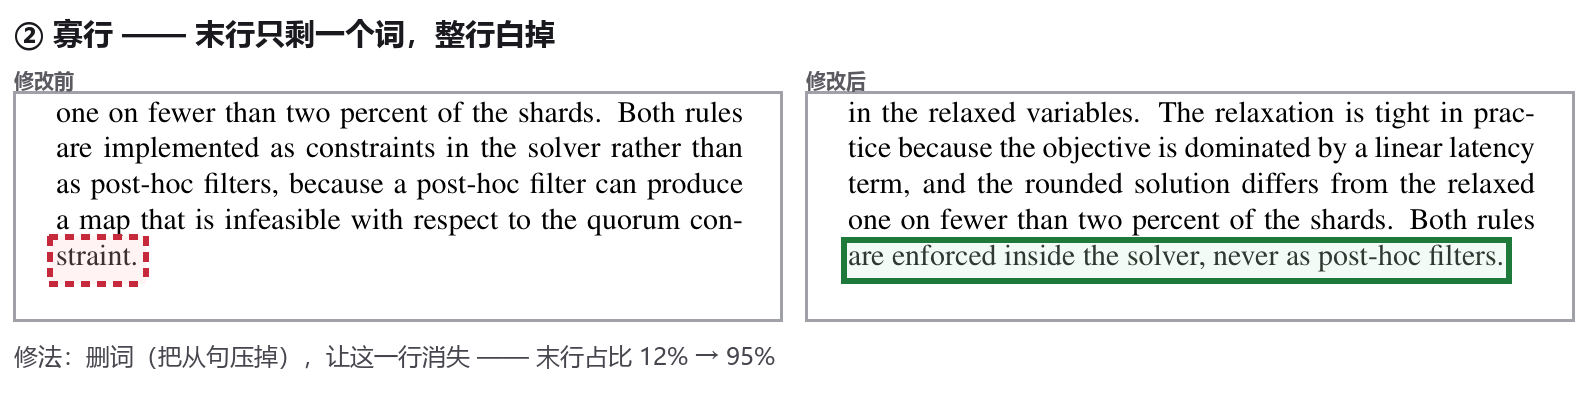 ② 寡行 —— 末行只剩一个词，整行白掉
修改前
one on fewer than two percent of the shards. Both rules
are implemented as constraints in the solver rather than
as post-hoc filters, because a post-hoc filter can produce
a map that is infeasible with respect to the quorum con-
straint.
修改后
in the relaxed variables. The relaxation is tight in prac-
tice because the objective is dominated by a linear latency
term, and the rounded solution differs from the relaxed
one on fewer than two percent of the shards. Both rules
are enforced inside the solver, never as post-hoc filters.
修法：删词（把从句压掉），让这一行消失 —— 末行占比 12% → 95%